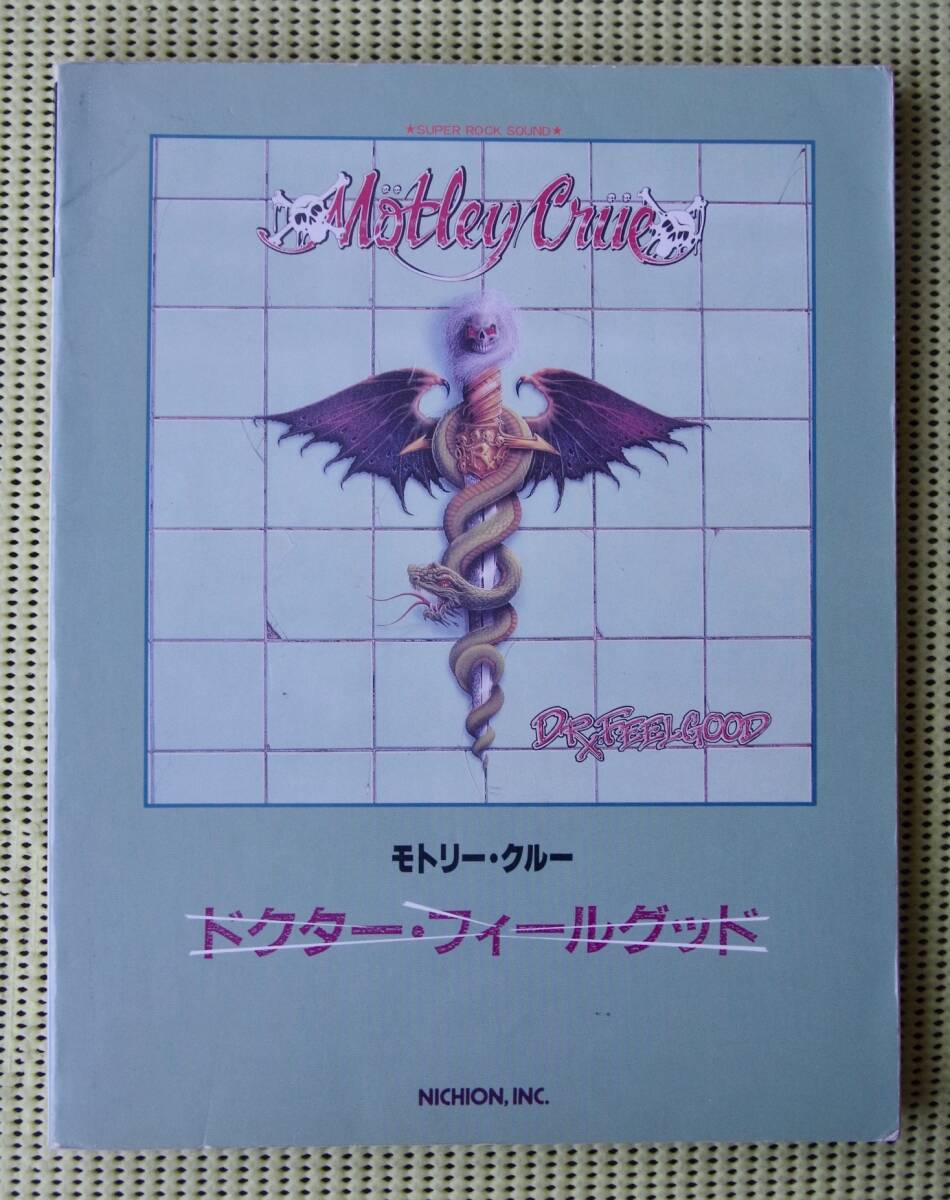 ★SUPER ROCK SOUND★
Mötley Crüe
DR. FEELGOOD
モトリー・クルー
ドクター・フィールグッド
NICHION, INC.